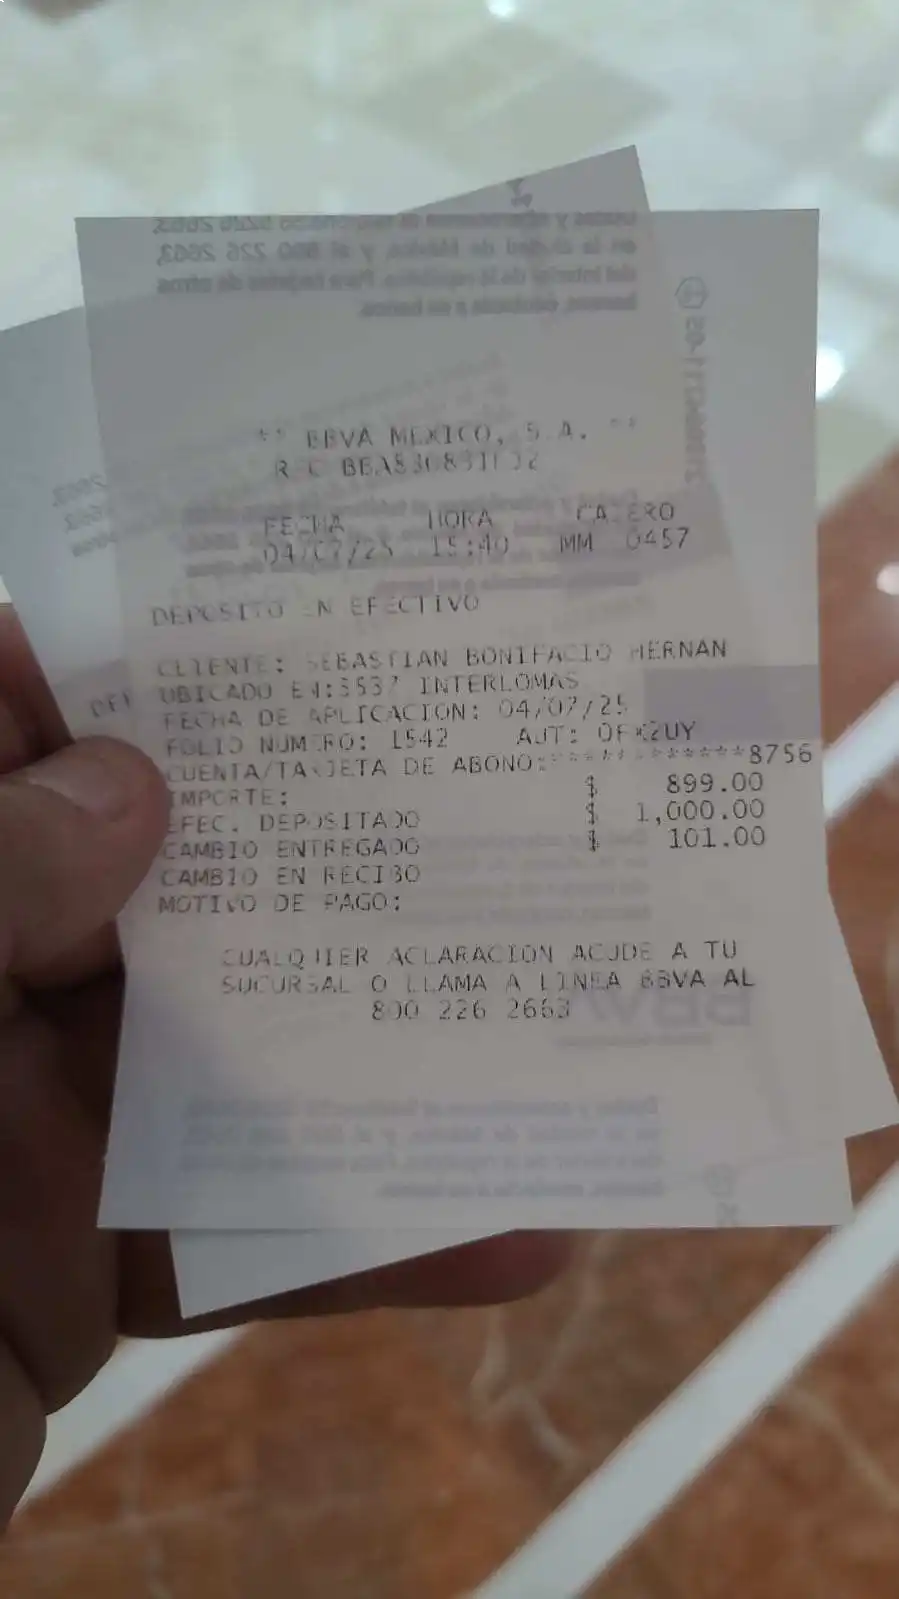 ** BBVA MEXICO, S.A. **
FECHA HORA CAJERO
04/07/25 15:40 MM 0457
DEPOSITO EN EFECTIVO
CLIENTE: SEBASTIAN BONIFACIO HERNAN
UBICADO EN:3537 INTERLOMAS
FECHA DE APLICACION: 04/07/25
FOLIO NUMERO: 1542 AUT:
CUENTA/TARJETA DE ABONO:************8756
IMPORTE: $ 899.00
EFEC. DEPOSITADO $ 1,000.00
CAMBIO ENTREGADO $ 101.00
CAMBIO EN RECIBO
MOTIVO DE PAGO:
CUALQUIER ACLARACION ACUDE A TU
SUCURSAL O LLAMA A LINEA BBVA AL
800 226 2663